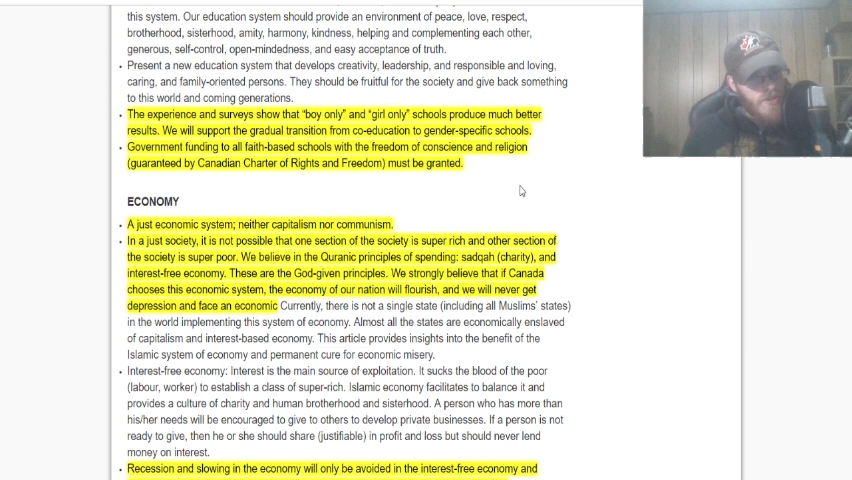 this system. Our education system should provide an environment of peace, love, respect,
brotherhood, sisterhood, amity, harmony, kindness, helping and complementing each other,
generous, self-control, open-mindedness, and easy acceptance of truth.
• Present a new education system that develops creativity, leadership, and responsible and loving,
caring, and family-oriented persons. They should be fruitful for the society and give back something
to this world and coming generations.
• The experience and surveys show that "boy only" and "girl only" schools produce much better
results. We will support the gradual transition from co-education to gender-specific schools.
• Government funding to all faith-based schools with the freedom of conscience and religion
(guaranteed by Canadian Charter of Rights and Freedom) must be granted.
ECONOMY
• A just economic system; neither capitalism nor communism.
• In a just society, it is not possible that one section of the society is super rich and other section of
the society is super poor. We believe in the Quranic principles of spending: sadqah (charity), and
interest-free economy. These are the God-given principles. We strongly believe that if Canada
chooses this economic system, the economy of our nation will flourish, and we will never get
depression and face an economic Currently, there is not a single state (including all Muslims' states)
in the world implementing this system of economy. Almost all the states are economically enslaved
of capitalism and interest-based economy. This article provides insights into the benefit of the
Islamic system of economy and permanent cure for economic misery.
• Interest-free economy: Interest is the main source of exploitation. It sucks the blood of the poor
(labour, worker) to establish a class of super-rich. Islamic economy facilitates to balance it and
provides a culture of charity and human brotherhood and sisterhood. A person who has more than
his/her needs will be encouraged to give to others to develop private businesses. If a person is not
ready to give, then he or she should share (justifiable) in profit and loss but should never lend
money on interest.
• Recession and slowing in the economy will only be avoided in the interest-free economy and